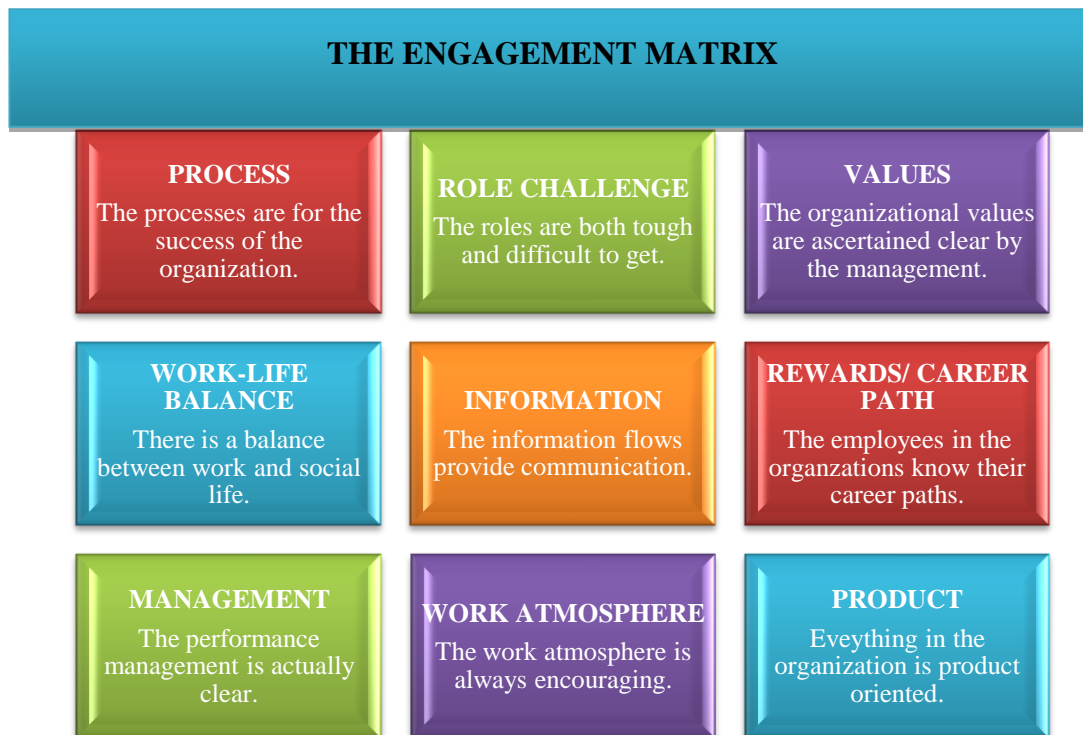 THE ENGAGEMENT MATRIX
PROCESS
The processes are for the
success of the
organization.
ROLE CHALLENGE
The roles are both tough
and difficult to get.
VALUES
The organizational values
are ascertained clear by
the management.
WORK-LIFE
BALANCE
There is a balance
between work and social
life.
INFORMATION
The information flows
provide communication.
REWARDS/ CAREER
PATH
The employees in the
organzations know their
career paths.
MANAGEMENT
The performance
management is actually
clear.
WORK ATMOSPHERE
The work atmosphere is
always encouraging.
PRODUCT
Eveything in the
organization is product
oriented.